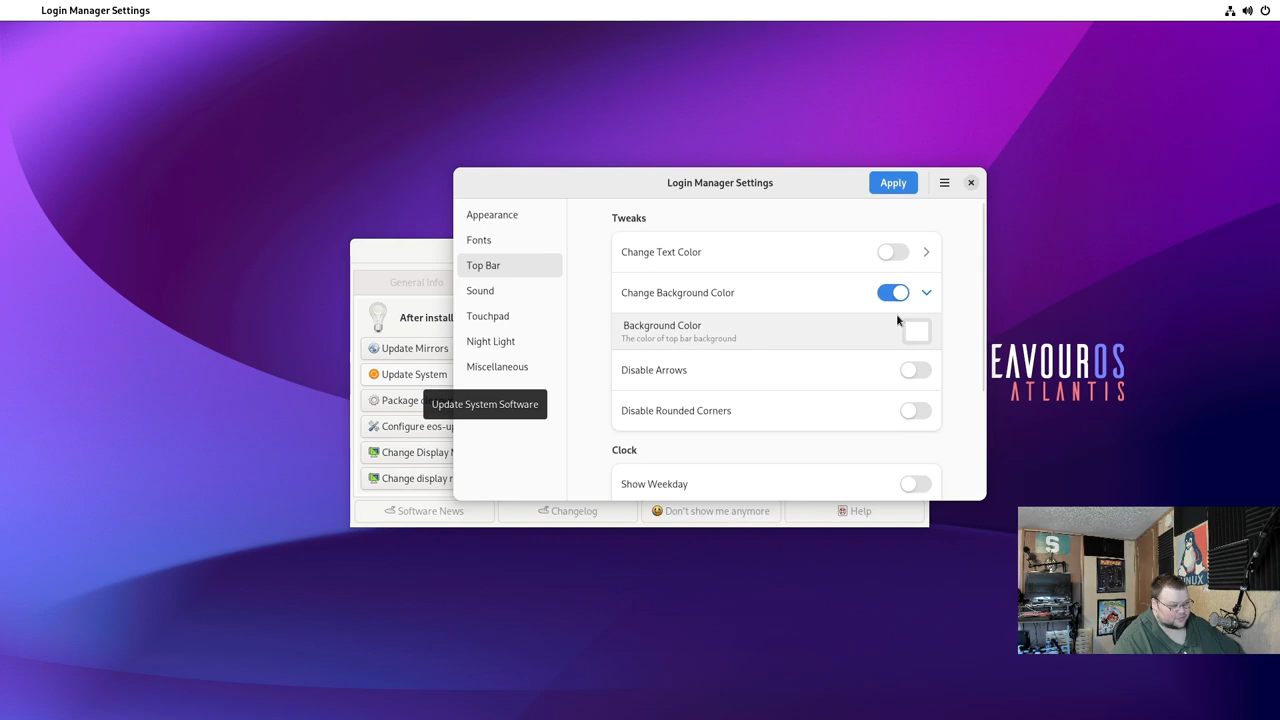 Login Manager Settings
Login Manager Settings
Apply
Appearance
Fonts
Top Bar
Sound
Touchpad
Night Light
Miscellaneous
Tweaks
Change Text Color
Change Background Color
Background Color
The color of top bar background
Disable Arrows
Disable Rounded Corners
Clock
Show Weekday
General Info
After install
Update Mirrors
Update System
Package
Update System Software
Configure eos-up
Change Display
Change display
Software News
Changelog
Don't show me anymore
Help
EAVOUROS
ATLANTIS
S